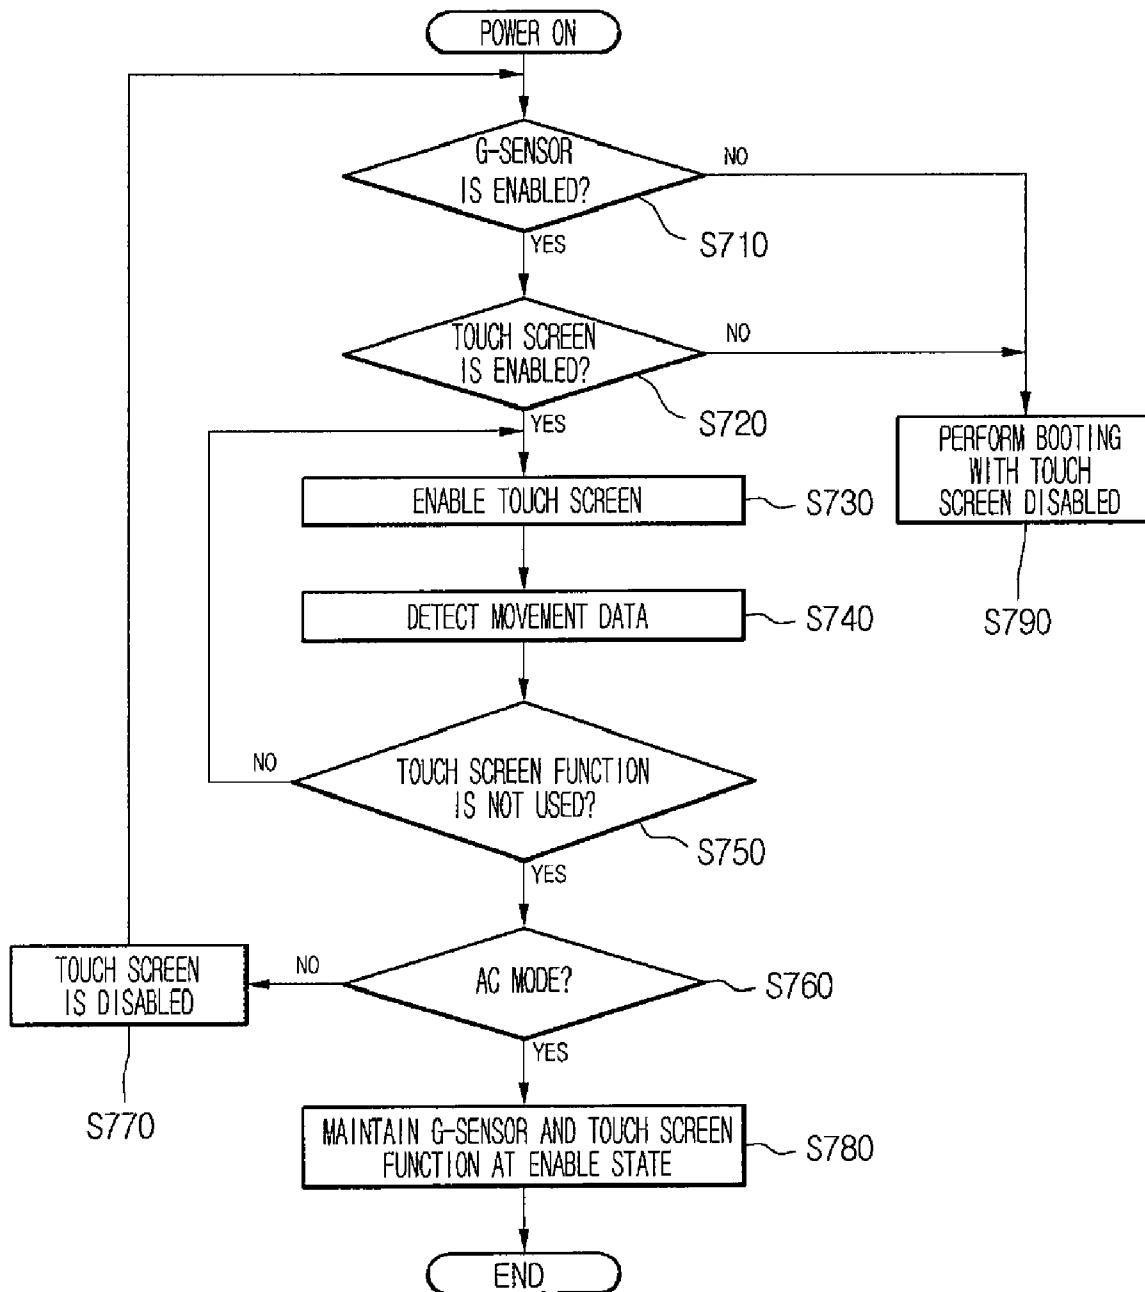 POWER ON
G-SENSOR
IS ENABLED?
NO
S710
YES
TOUCH SCREEN
IS ENABLED?
NO
S720
YES
PERFORM BOOTING
WITH TOUCH
SCREEN DISABLED
S790
ENABLE TOUCH SCREEN
S730
DETECT MOVEMENT DATA
S740
TOUCH SCREEN FUNCTION
IS NOT USED?
NO
S750
YES
AC MODE?
S760
NO
TOUCH SCREEN
IS DISABLED
S770
YES
MAINTAIN G-SENSOR AND TOUCH SCREEN
FUNCTION AT ENABLE STATE
S780
END